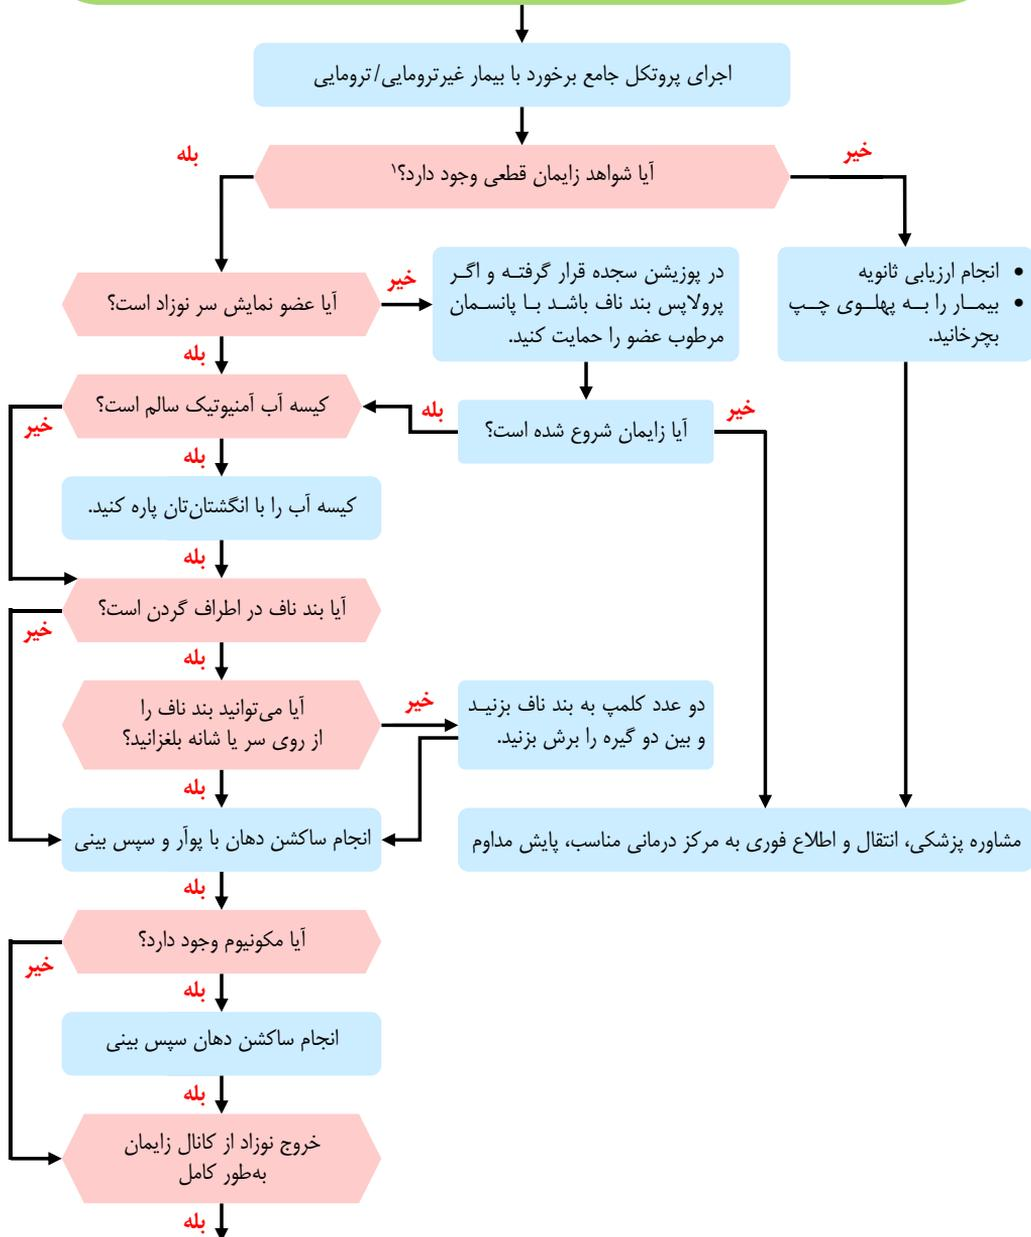 اجرای پروتکل جامع برخورد با بیمار غیرترومایی/ترومایی
خیر
بله
آیا شواهد زایمان قطعی وجود دارد؟۱
• انجام ارزیابی ثانویه
• بیمار را به پهلوی چپ
بچرخانید.
در پوزیشن سجده قرار گرفته و اگر
پرولاپس بند ناف باشد با پانسمان
مرطوب عضو را حمایت کنید.
خیر
آیا عضو نمایش سر نوزاد است؟
بله
خیر
آیا زایمان شروع شده است؟
بله
کیسه آب آمنیوتیک سالم است؟
خیر
بله
کیسه آب را با انگشتان‌تان پاره کنید.
بله
آیا بند ناف در اطراف گردن است؟
خیر
بله
دو عدد کلمپ به بند ناف بزنید
و بین دو گیره را برش بزنید.
خیر
آیا می‌توانید بند ناف را
از روی سر یا شانه بلغزانید؟
بله
مشاوره پزشکی، انتقال و اطلاع فوری به مرکز درمانی مناسب، پایش مداوم
انجام ساکشن دهان با پوآر و سپس بینی
بله
آیا مکونیوم وجود دارد؟
خیر
بله
انجام ساکشن دهان سپس بینی
بله
خروج نوزاد از کانال زایمان
به‌طور کامل
بله